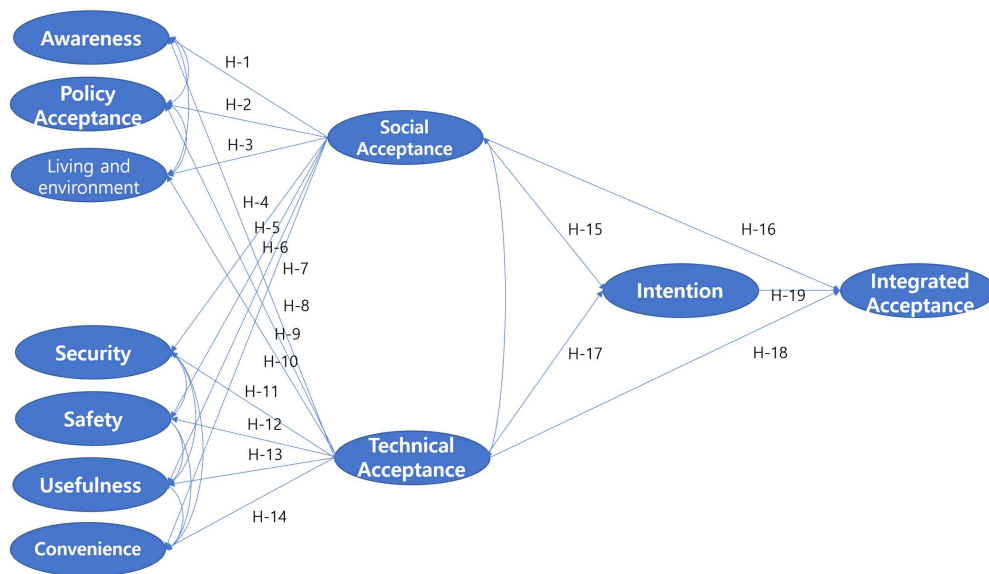 Awareness
H-1
Policy
Acceptance
H-2
Social
Acceptance
H-3
Living and
environment
H-4
H-5
H-6
H-7
H-8
H-9
H-10
H-15
H-16
Intention
H-19
Integrated
Acceptance
Security
H-17
H-18
H-11
Safety
H-12
Technical
Acceptance
H-13
Usefulness
H-14
Convenience